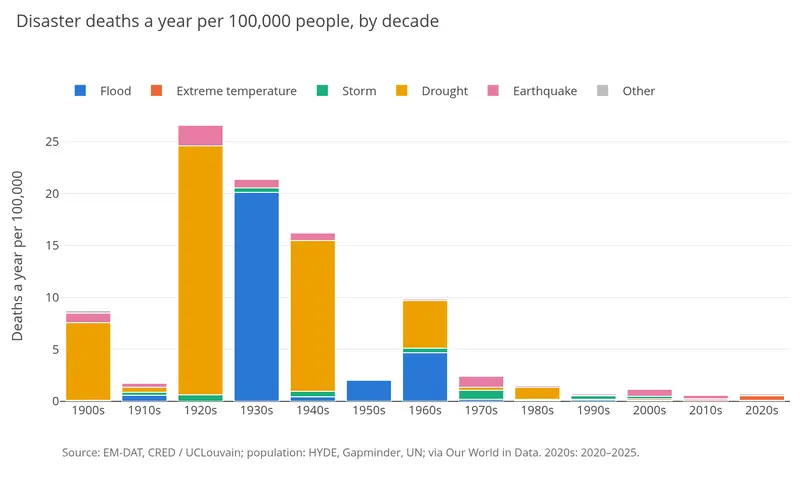 Disaster deaths a year per 100,000 people, by decade
Flood Extreme temperature Storm Drought Earthquake Other
Deaths a year per 100,000
25
20
15
10
5
0
1900s 1910s 1920s 1930s 1940s 1950s 1960s 1970s 1980s 1990s 2000s 2010s 2020s
Source: EM-DAT, CRED / UCLouvain; population: HYDE, Gapminder, UN; via Our World in Data. 2020s: 2020–2025.